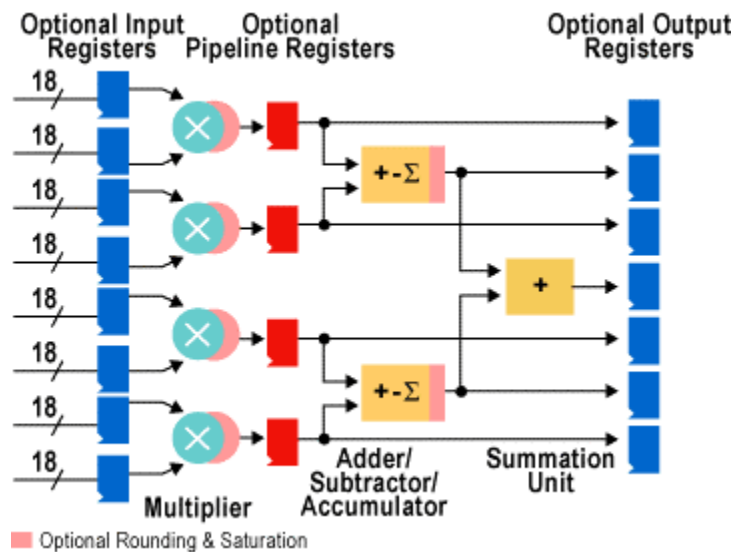 Optional Input
Registers
Optional
Pipeline Registers
Optional Output
Registers
18
18
18
18
18
18
18
18
+-Σ
+
+-Σ
Multiplier
Adder/
Subtractor/
Accumulator
Summation
Unit
Optional Rounding & Saturation